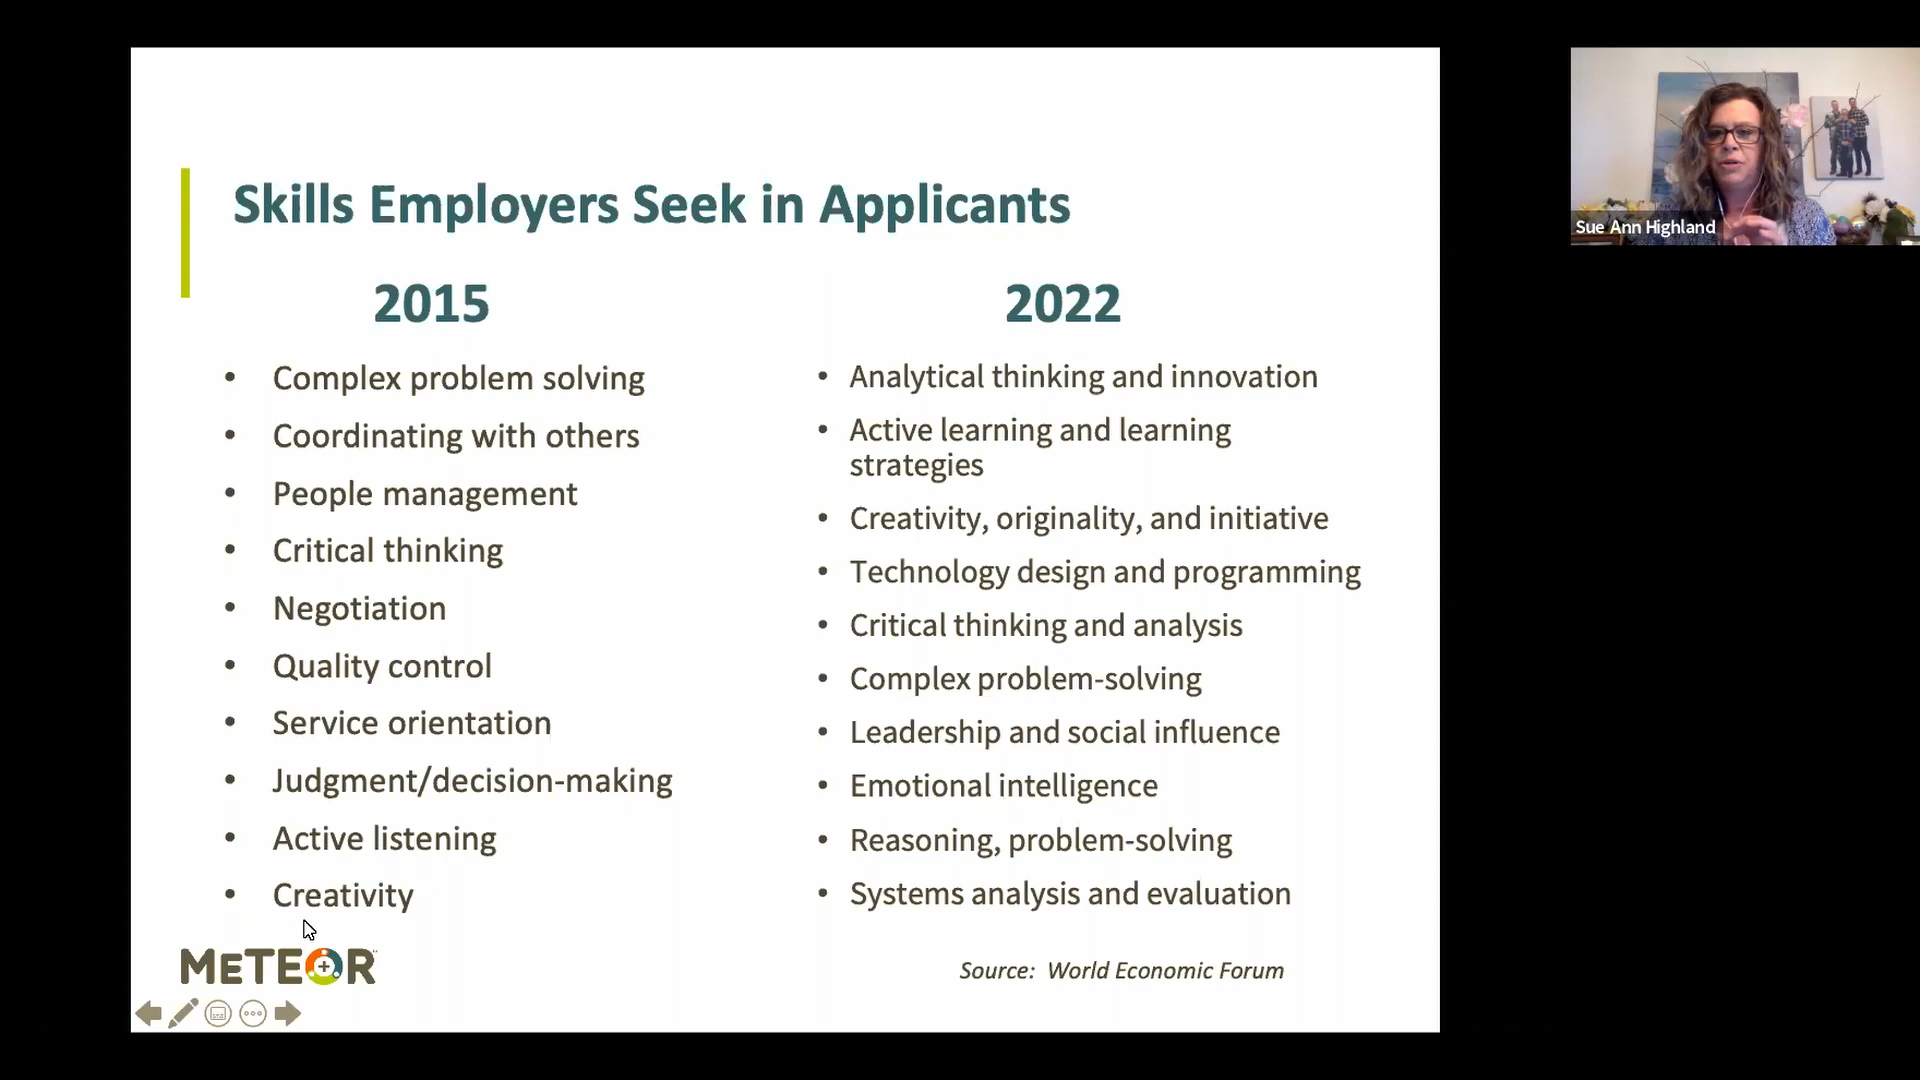 Skills Employers Seek in Applicants
2015
• Complex problem solving
• Coordinating with others
• People management
• Critical thinking
• Negotiation
• Quality control
• Service orientation
• Judgment/decision-making
• Active listening
• Creativity
2022
• Analytical thinking and innovation
• Active learning and learning
strategies
• Creativity, originality, and initiative
• Technology design and programming
• Critical thinking and analysis
• Complex problem-solving
• Leadership and social influence
• Emotional intelligence
• Reasoning, problem-solving
• Systems analysis and evaluation
METEOR
Source: World Economic Forum
Sue Ann Highland